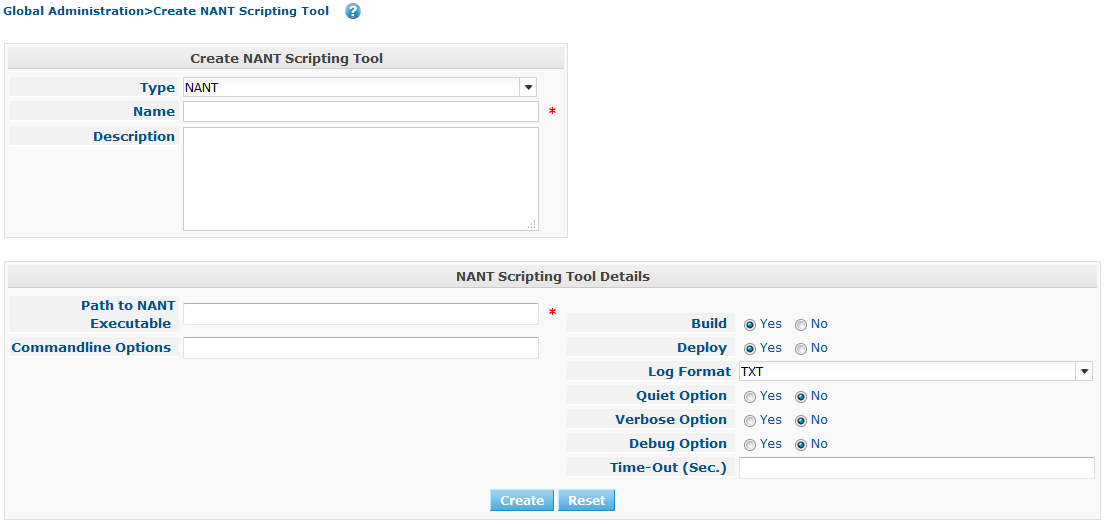 Global Administration>Create NANT Scripting Tool ?
Create NANT Scripting Tool
Type NANT
Name *
Description
NANT Scripting Tool Details
Path to NANT
Executable *
Commandline Options
Build Yes No
Deploy Yes No
Log Format TXT
Quiet Option Yes No
Verbose Option Yes No
Debug Option Yes No
Time-Out (Sec.)
Create Reset